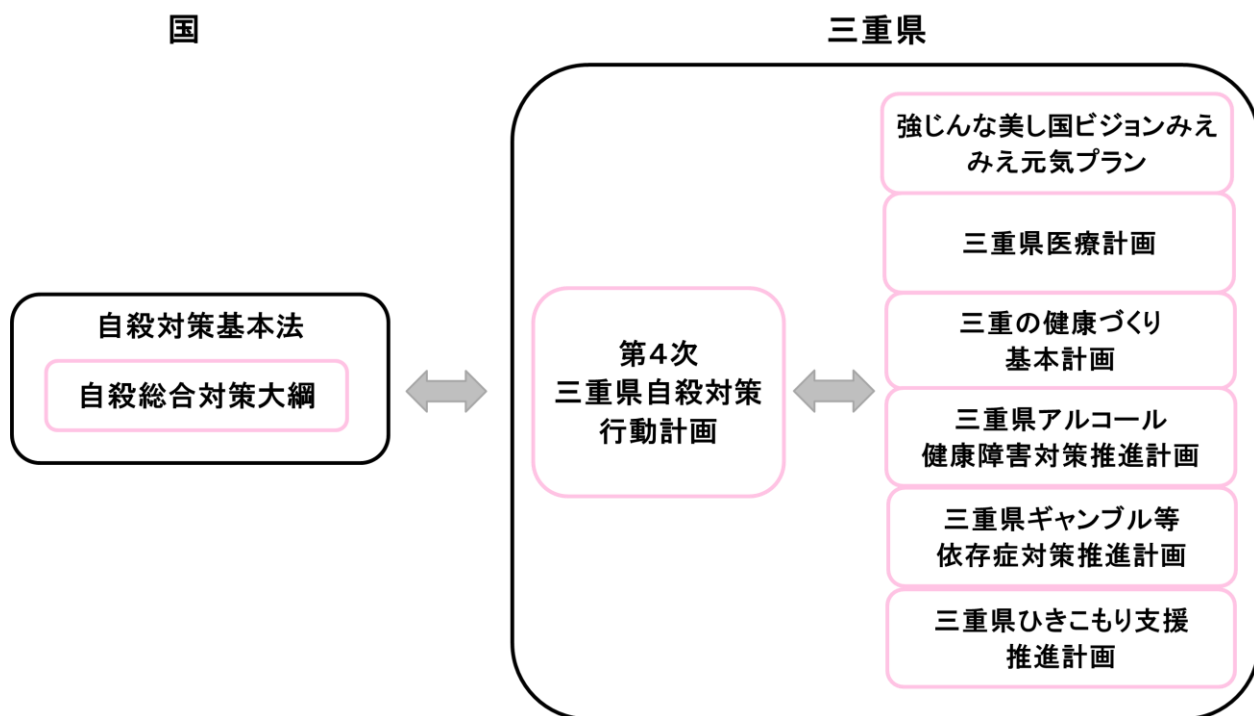 国
三重県
自殺対策基本法
自殺総合対策大綱
第4次
三重県自殺対策
行動計画
強じんな美し国ビジョンみえ
みえ元気プラン
三重県医療計画
三重の健康づくり
基本計画
三重県アルコール
健康障害対策推進計画
三重県ギャンブル等
依存症対策推進計画
三重県ひきこもり支援
推進計画